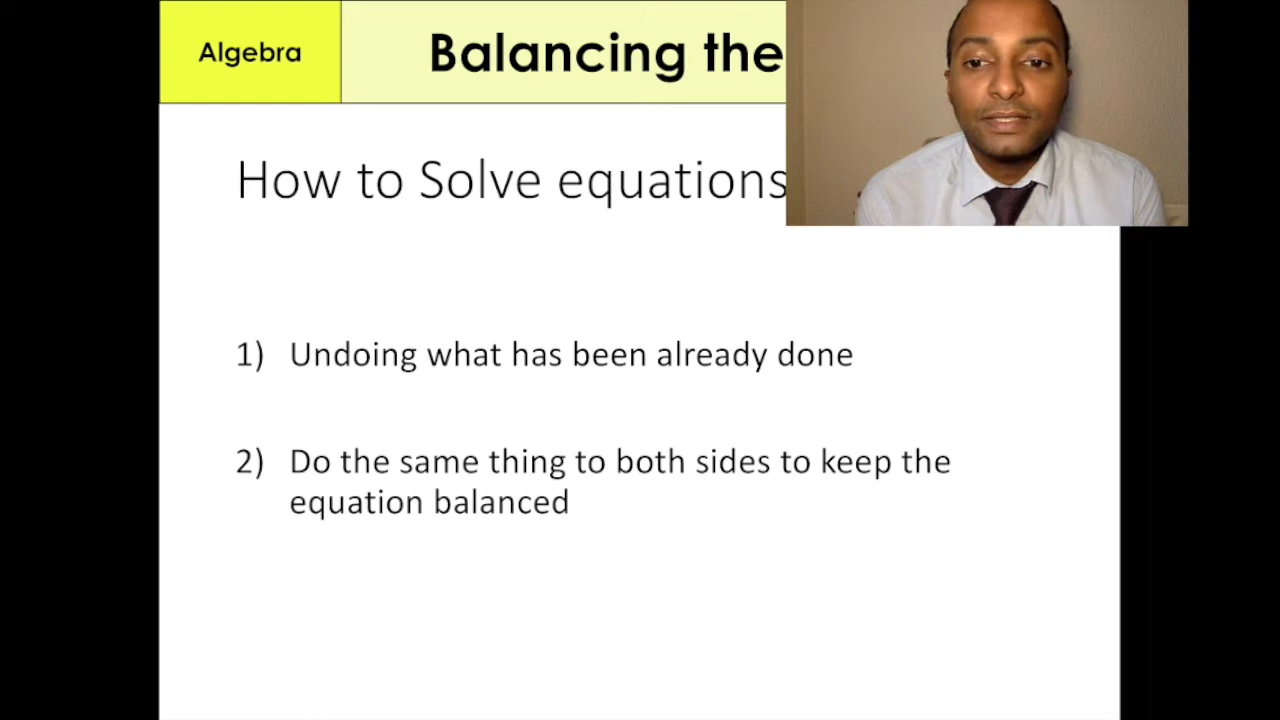 Algebra
Balancing the
How to Solve equations
1) Undoing what has been already done
2) Do the same thing to both sides to keep the
equation balanced